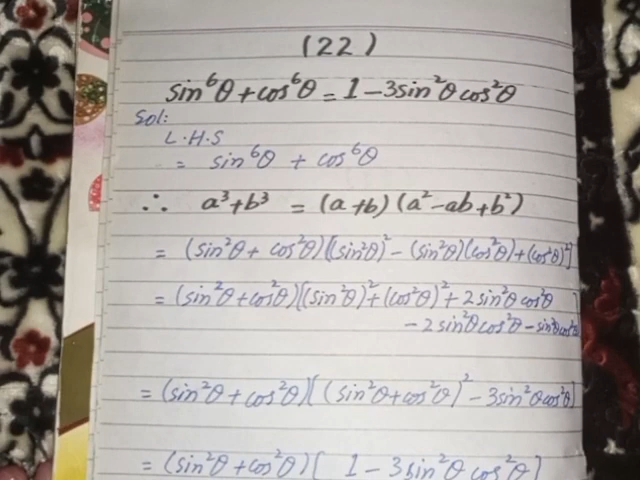 (22)
sin⁶θ + cos⁶θ = 1 - 3sin²θ cos²θ
Sol:
L.H.S
= sin⁶θ + cos⁶θ
∴ a³+b³ = (a+b)(a²-ab+b²)
= (sin²θ + cos²θ)[(sin²θ)² - (sin²θ)(cos²θ) + (cos²θ)²]
= (sin²θ + cos²θ)[(sin²θ)² + (cos²θ)² + 2sin²θ cos²θ
- 2sin²θ cos²θ - sin²θ cos²θ]
= (sin²θ + cos²θ)[(sin²θ + cos²θ)² - 3sin²θ cos²θ]
= (sin²θ + cos²θ)[ 1 - 3sin²θ cos²θ]